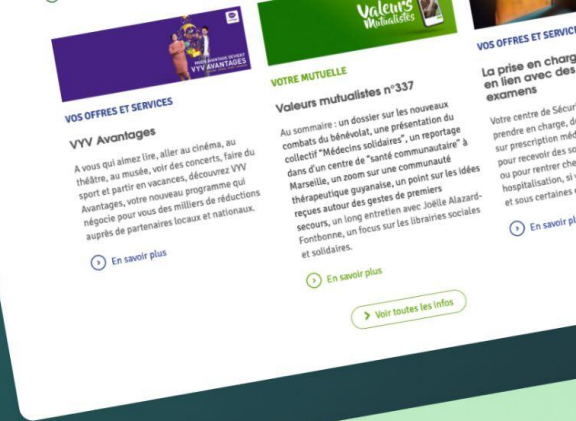 VYV AVANTAGES
VOS OFFRES ET SERVICES
VYV Avantages
A vous qui aimez lire, aller au cinéma, au
théâtre, au musée, voir des concerts, faire du
sport et partir en vacances, découvrez VYV
Avantages, votre nouveau programme qui
négocie pour vous des milliers de réductions
auprès de partenaires locaux et nationaux.
En savoir plus
Valeurs
Mutualistes
VOTRE MUTUELLE
Valeurs mutualistes n°337
Au sommaire : un dossier sur les nouveaux
combats du bénévolat, une présentation du
collectif "Médecins solidaires", un reportage
dans d'un centre de "santé communautaire" à
Marseille, un zoom sur une communauté
thérapeutique guyanaise, un point sur les idées
reçues autour des gestes de premiers
secours, un long entretien avec Joëlle Alazard-
Fontbonne, un focus sur les librairies sociales
et solidaires.
En savoir plus
VOS OFFRES ET SERVICE
La prise en charg
en lien avec des
examens
Votre centre de Sécuri
prendre en charge, d
sur prescription méd
pour recevoir des so
ou pour rentrer che
hospitalisation, si v
et sous certaines
En savoir pl
Voir toutes les infos